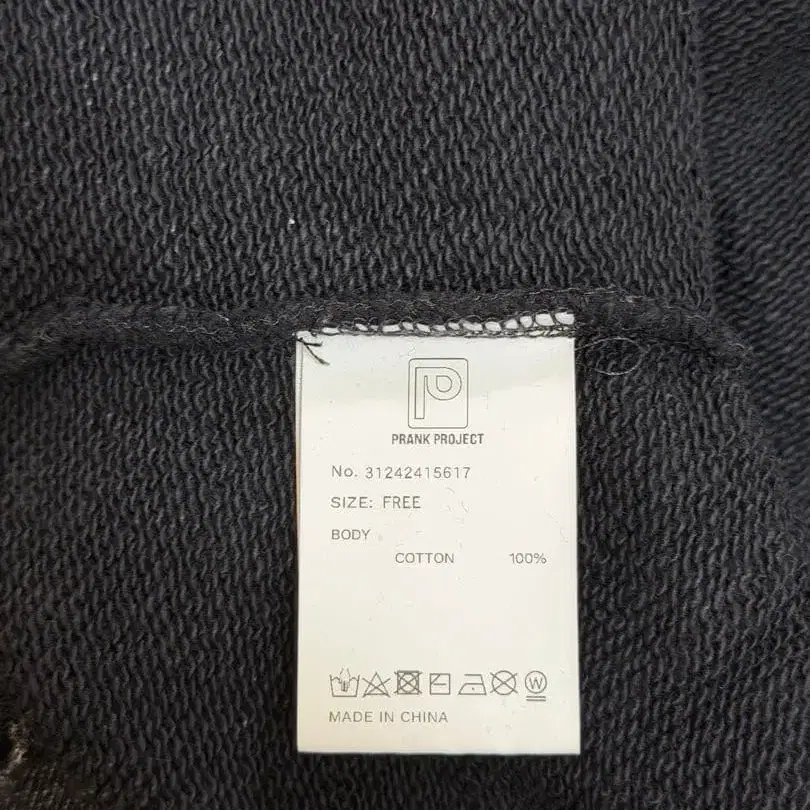 P
PRANK PROJECT
No. 31242415617
SIZE: FREE
BODY
COTTON 100%
W
MADE IN CHINA